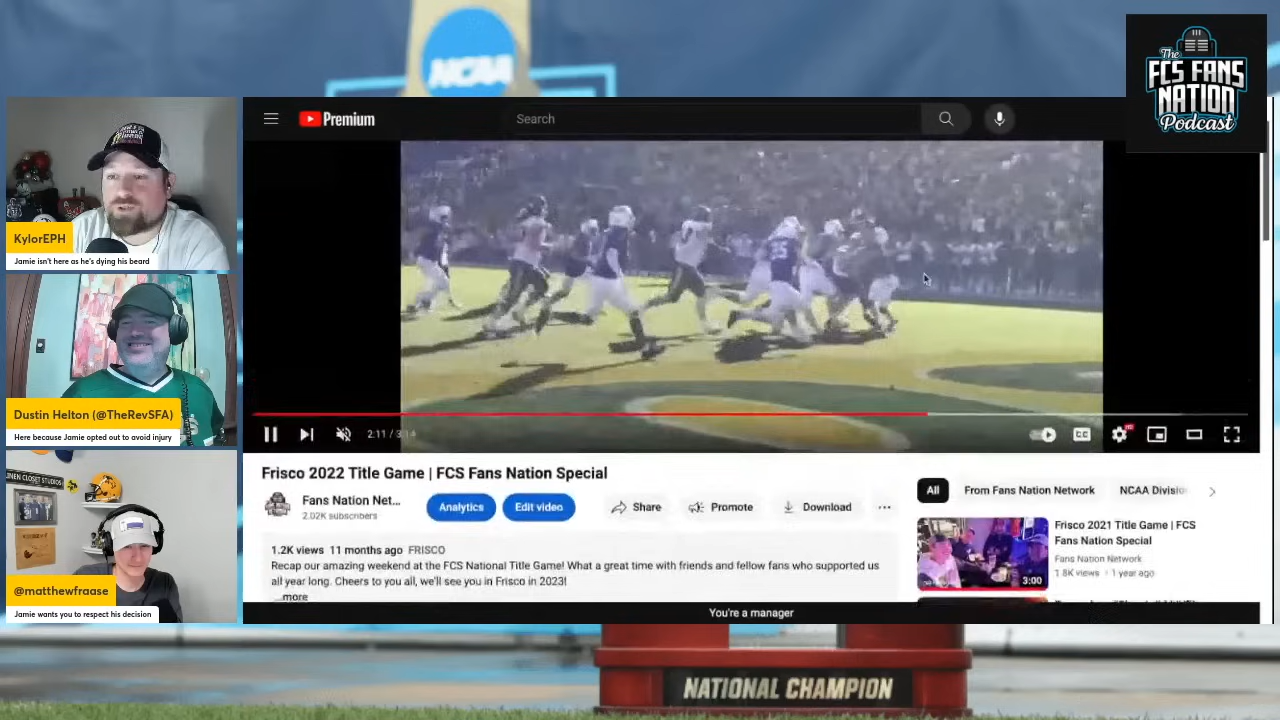 NCAA
The
FCS FANS
NATION
Podcast
Premium
Search
KylorEPH
Jamie isn't here as he's dying his beard
Dustin Helton (@TheRevSFA)
Here because Jamie opted out to avoid injury
LINEN CLOSET STUDIOS
@matthewfraase
Jamie wants you to respect his decision
2:11 / 3:14
CC
HD
Frisco 2022 Title Game | FCS Fans Nation Special
Fans Nation Net...
2.02K subscribers
Analytics
Edit video
Share
Promote
Download
1.2K views 11 months ago FRISCO
Recap our amazing weekend at the FCS National Title Game! What a great time with friends and fellow fans who supported us
all year long. Cheers to you all, we'll see you in Frisco in 2023!
...more
All
From Fans Nation Network
NCAA Divisio
Frisco 2021 Title Game | FCS
Fans Nation Special
Fans Nation Network
1.8K views • 1 year ago
3:00
You're a manager
NATIONAL CHAMPION